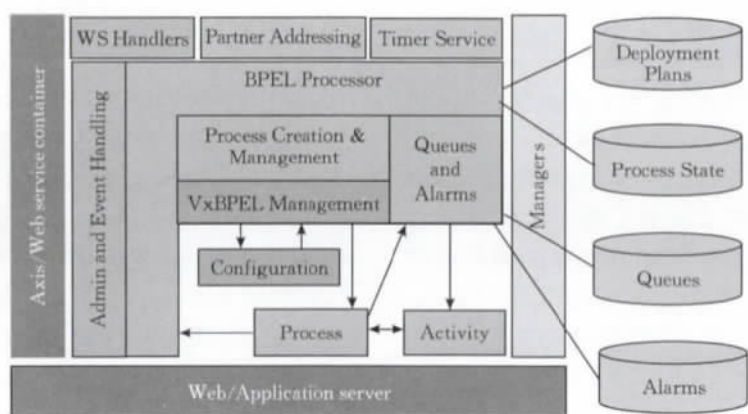 WS Handlers
Partner Addressing
Timer Service
Deployment
Plans
BPEL Processor
Process Creation &
Management
Queues
and
Alarms
Process State
VxBPEL Management
Axis/Web service container
Admin and Event Handling
Managers
Configuration
Queues
Process
Activity
Web/Application server
Alarms